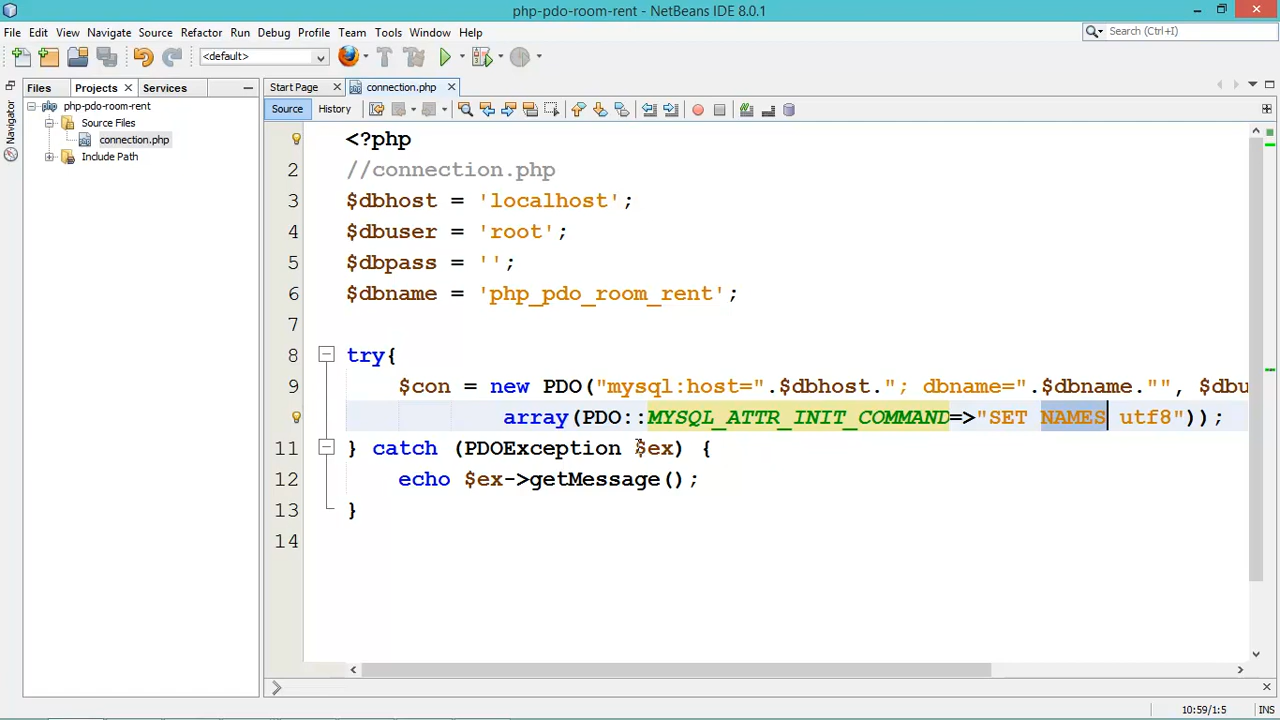 php-pdo-room-rent - NetBeans IDE 8.0.1
File Edit View Navigate Source Refactor Run Debug Profile Team Tools Window Help
Search (Ctrl+I)
<default>
Files Projects Services
Start Page connection.php
Navigator
php-pdo-room-rent
Source Files
connection.php
Include Path
Source History
<?php
2 //connection.php
3 $dbhost = 'localhost';
4 $dbuser = 'root';
5 $dbpass = '';
6 $dbname = 'php_pdo_room_rent';
7
8 try{
9 $con = new PDO("mysql:host=".$dbhost."; dbname=".$dbname."", $dbu
array(PDO::MYSQL_ATTR_INIT_COMMAND=>"SET NAMES utf8"));
11 } catch (PDOException $ex) {
12 echo $ex->getMessage();
13 }
14
10:59/1:5 INS